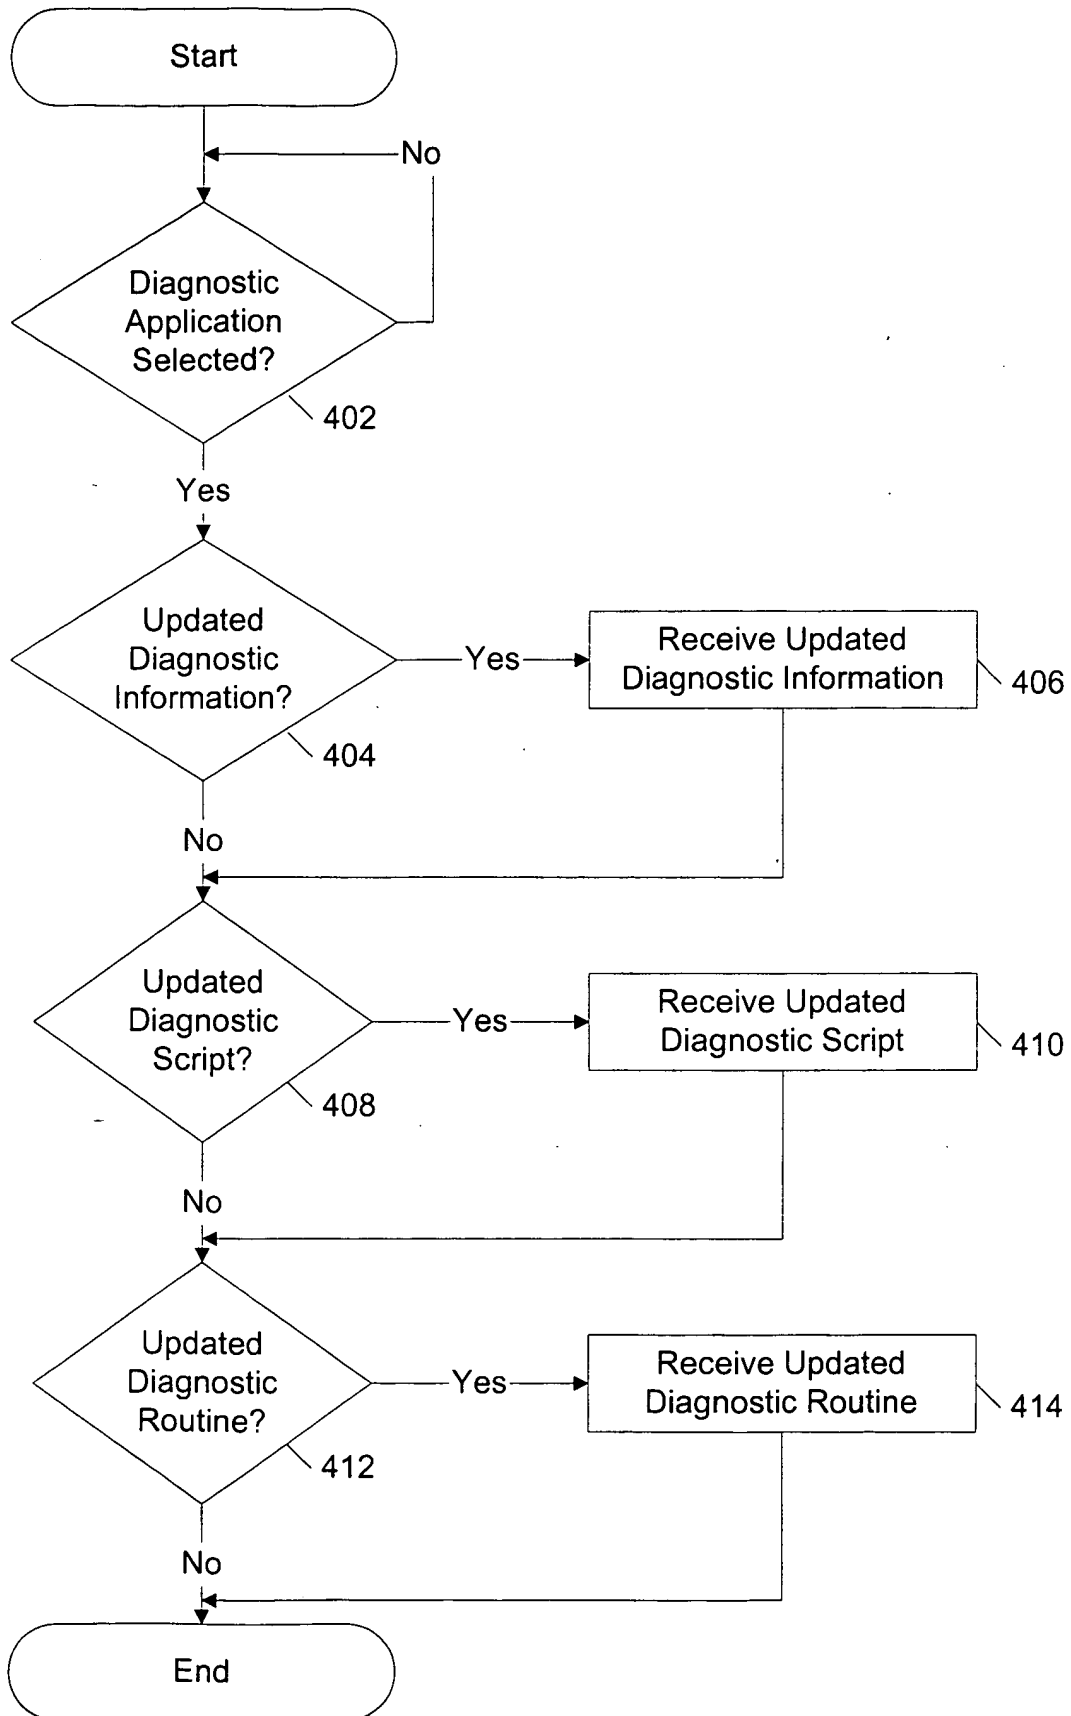 Start
No
Diagnostic
Application
Selected?
402
Yes
Updated
Diagnostic
Information?
404
Yes
Receive Updated
Diagnostic Information
406
No
Updated
Diagnostic
Script?
408
Yes
Receive Updated
Diagnostic Script
410
No
Updated
Diagnostic
Routine?
412
Yes
Receive Updated
Diagnostic Routine
414
No
End